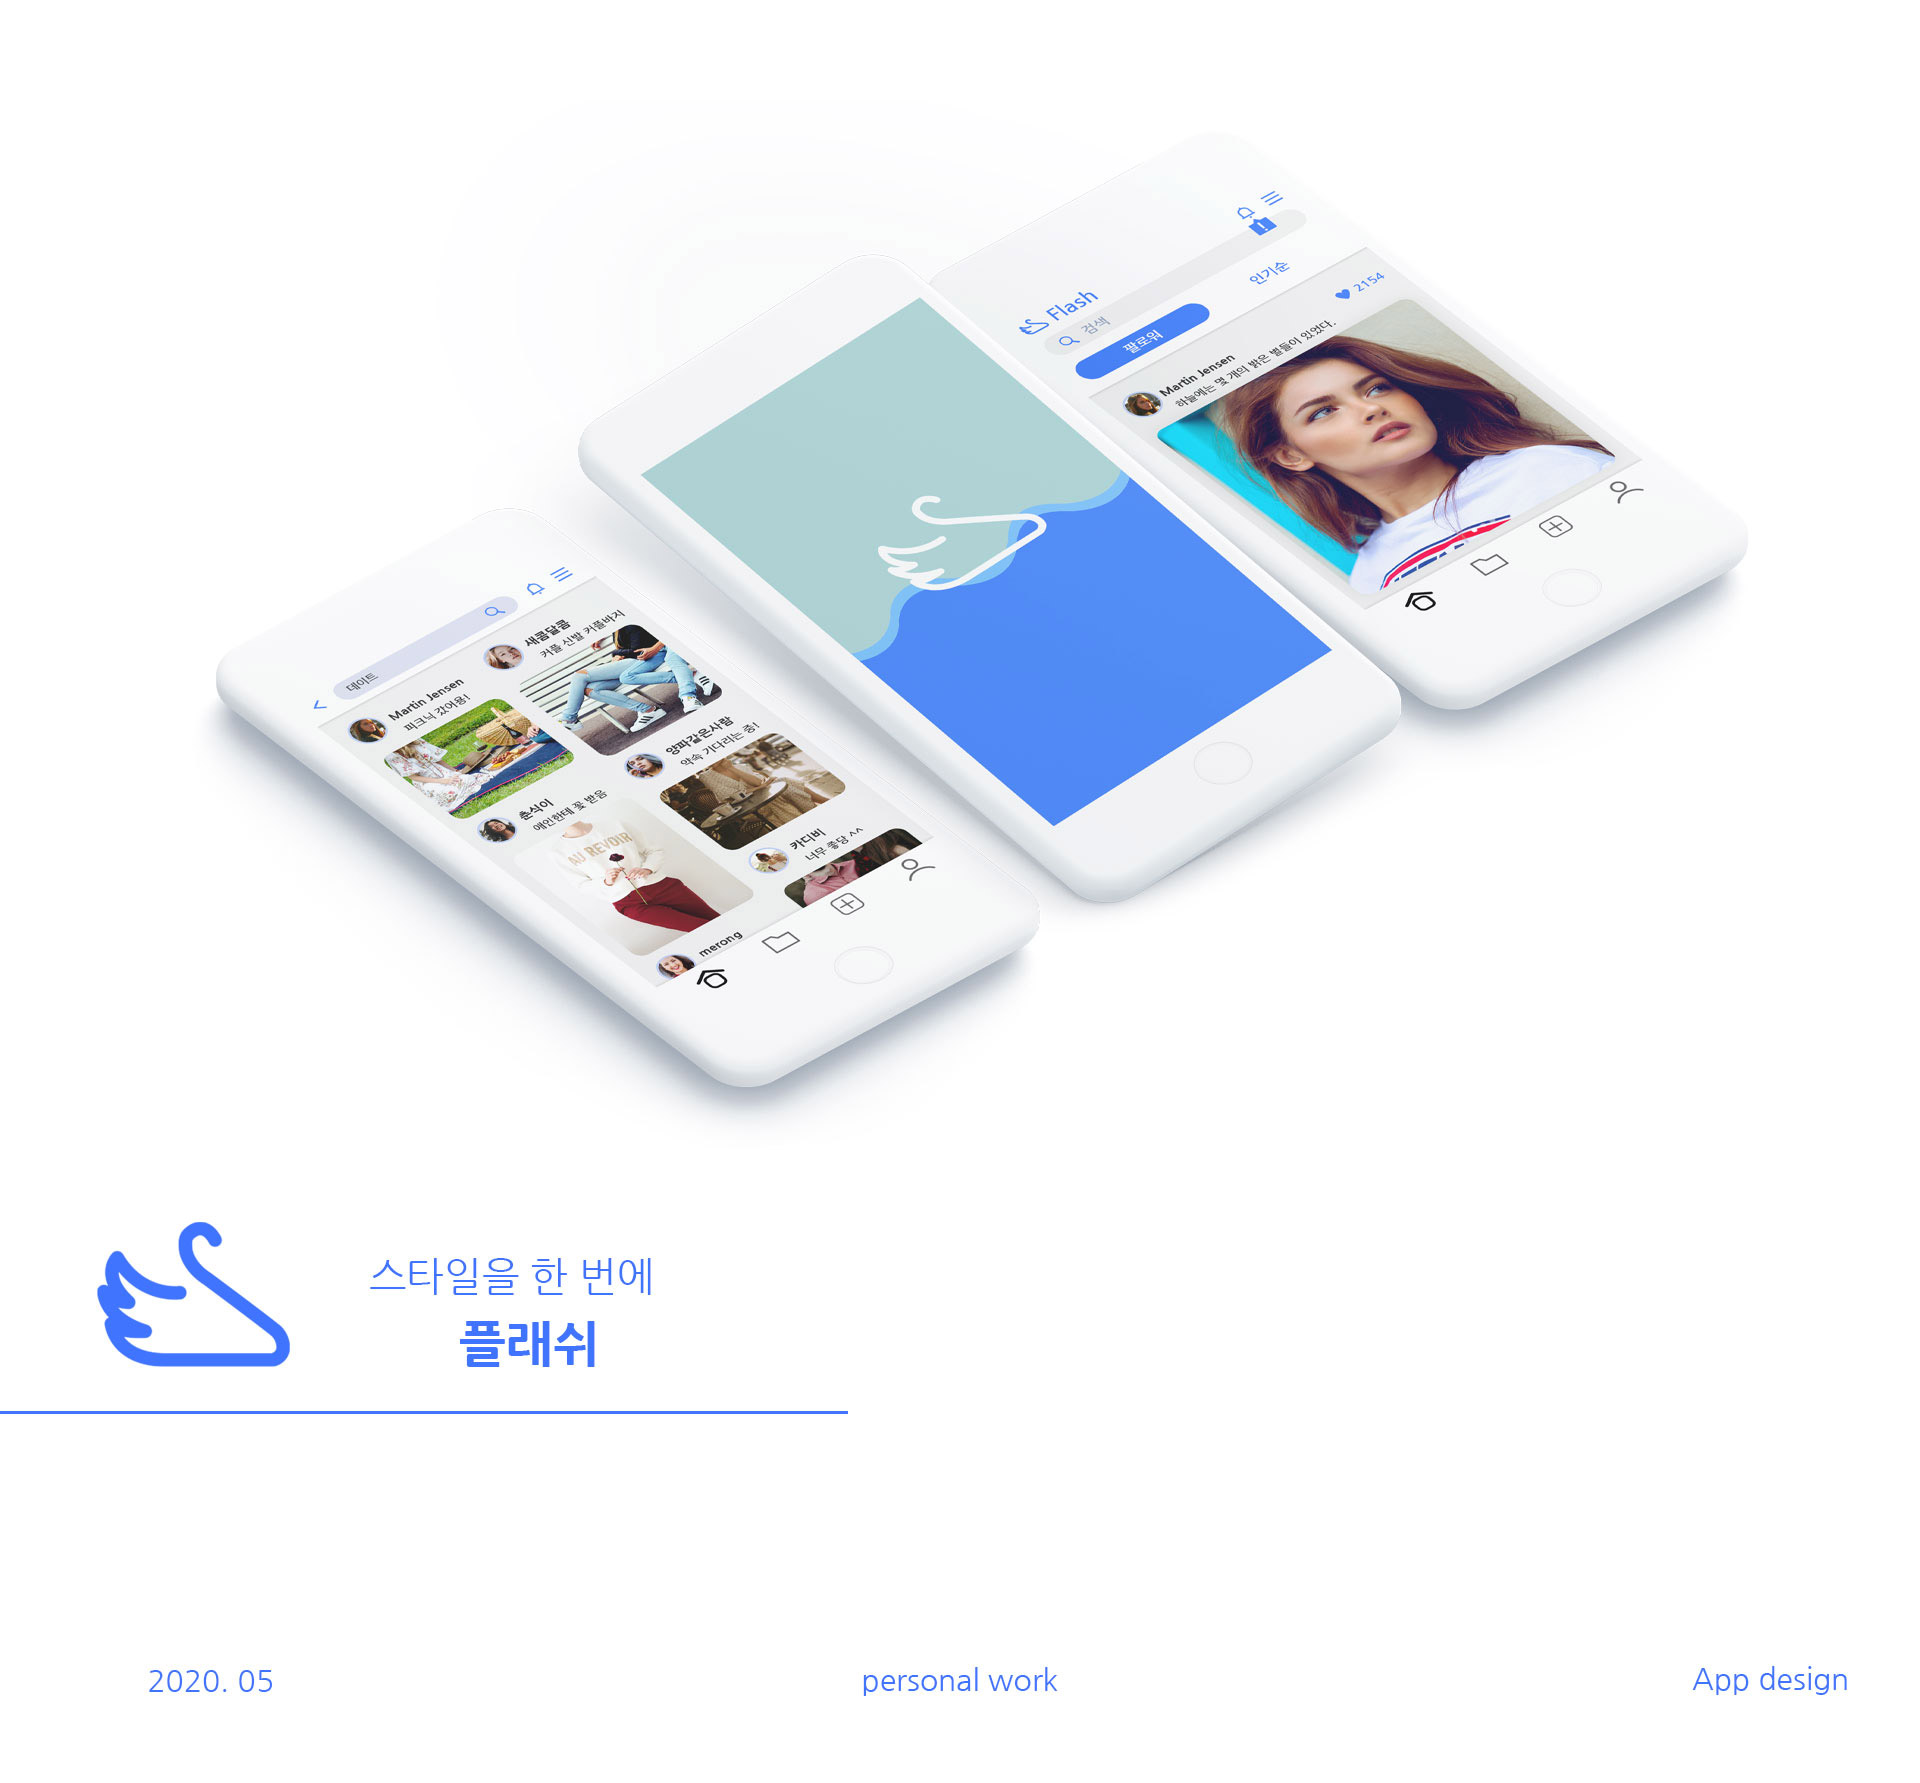 Flash
검색
팔로워
인기순
Martin Jensen
하늘에는 몇 개의 밝은 별들이 있었다.
2154
데이트
Martin Jensen
피크닉 갔어용!
새콤달콤
커플 신발 커플바지
춘식이
애인한테 꽃 받음
AU REVOIR
양파같은사람
약속 기다리는 중!
카디비
너무 좋당 ^^
merong
스타일을 한 번에
플래쉬
2020. 05
personal work
App design